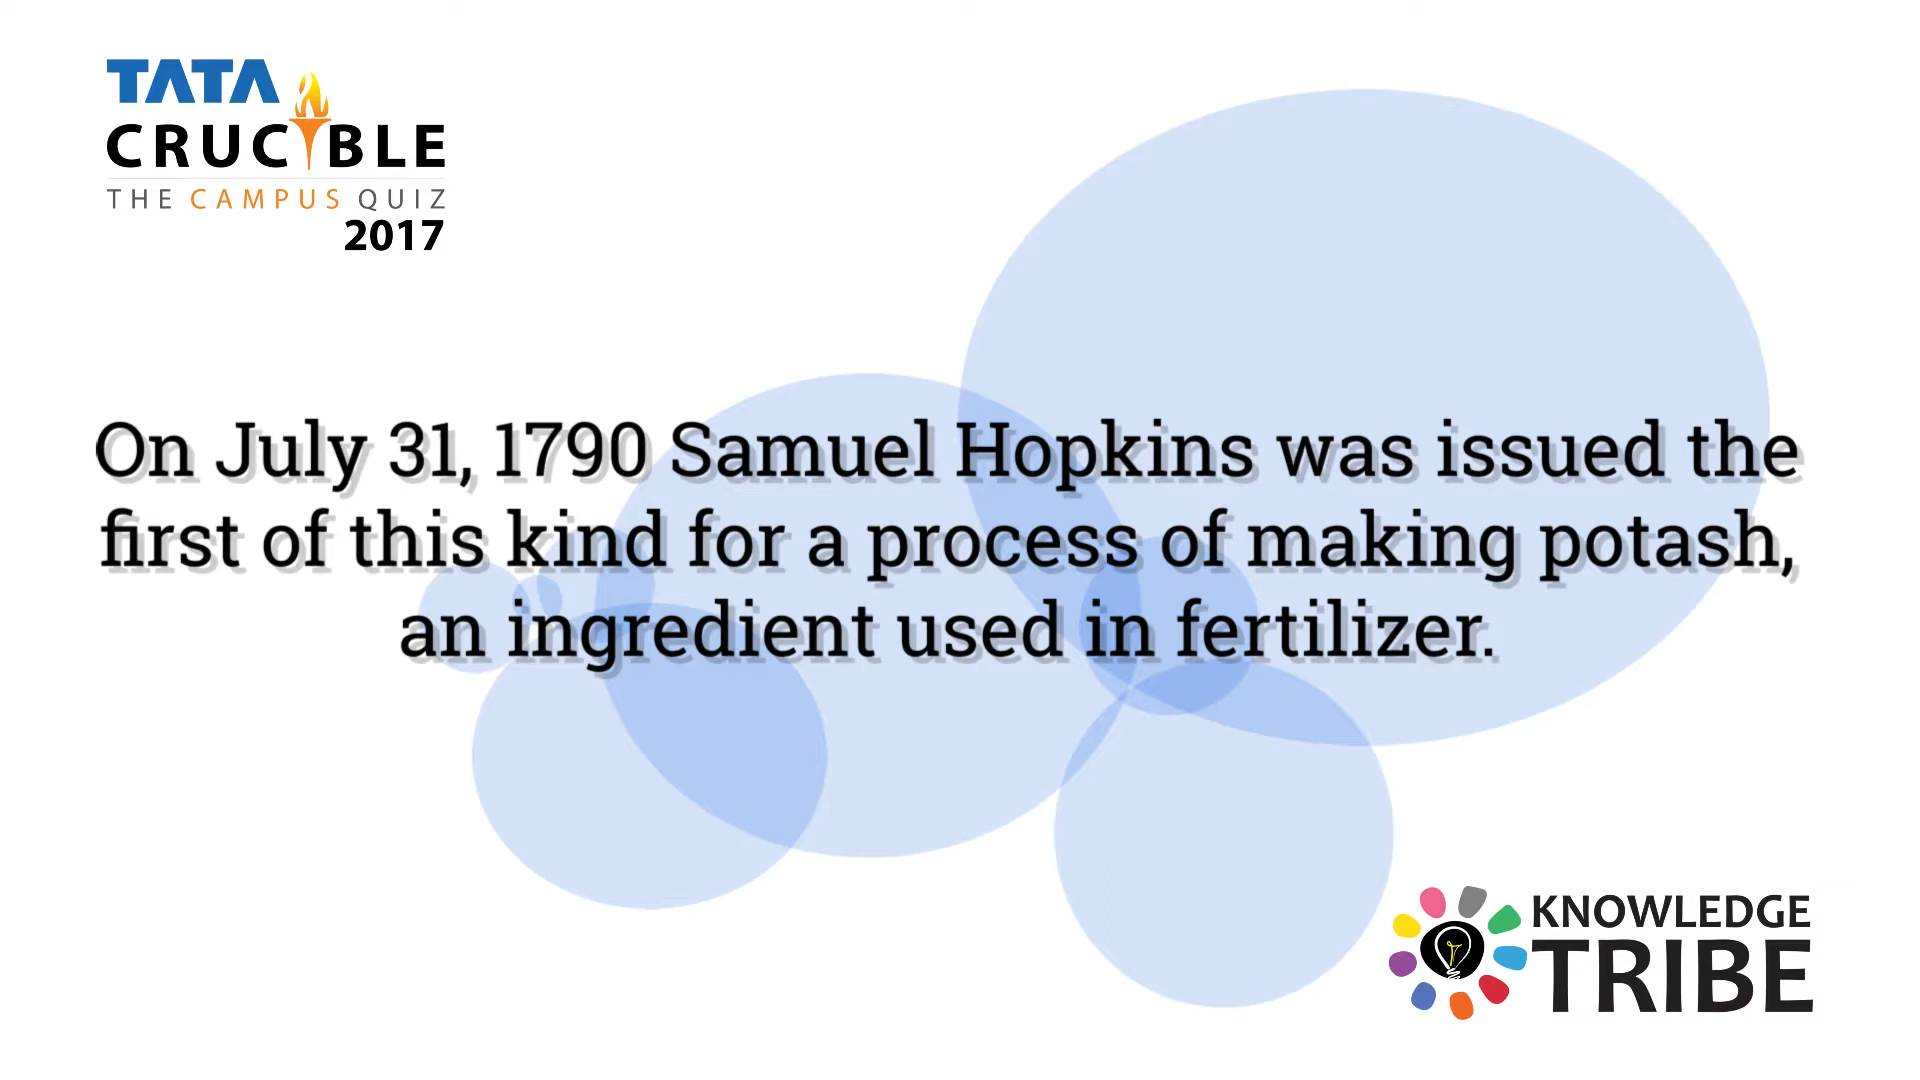 TATA
CRUCIBLE
THE CAMPUS QUIZ
2017
On July 31, 1790 Samuel Hopkins was issued the
first of this kind for a process of making potash,
an ingredient used in fertilizer.
KNOWLEDGE
TRIBE